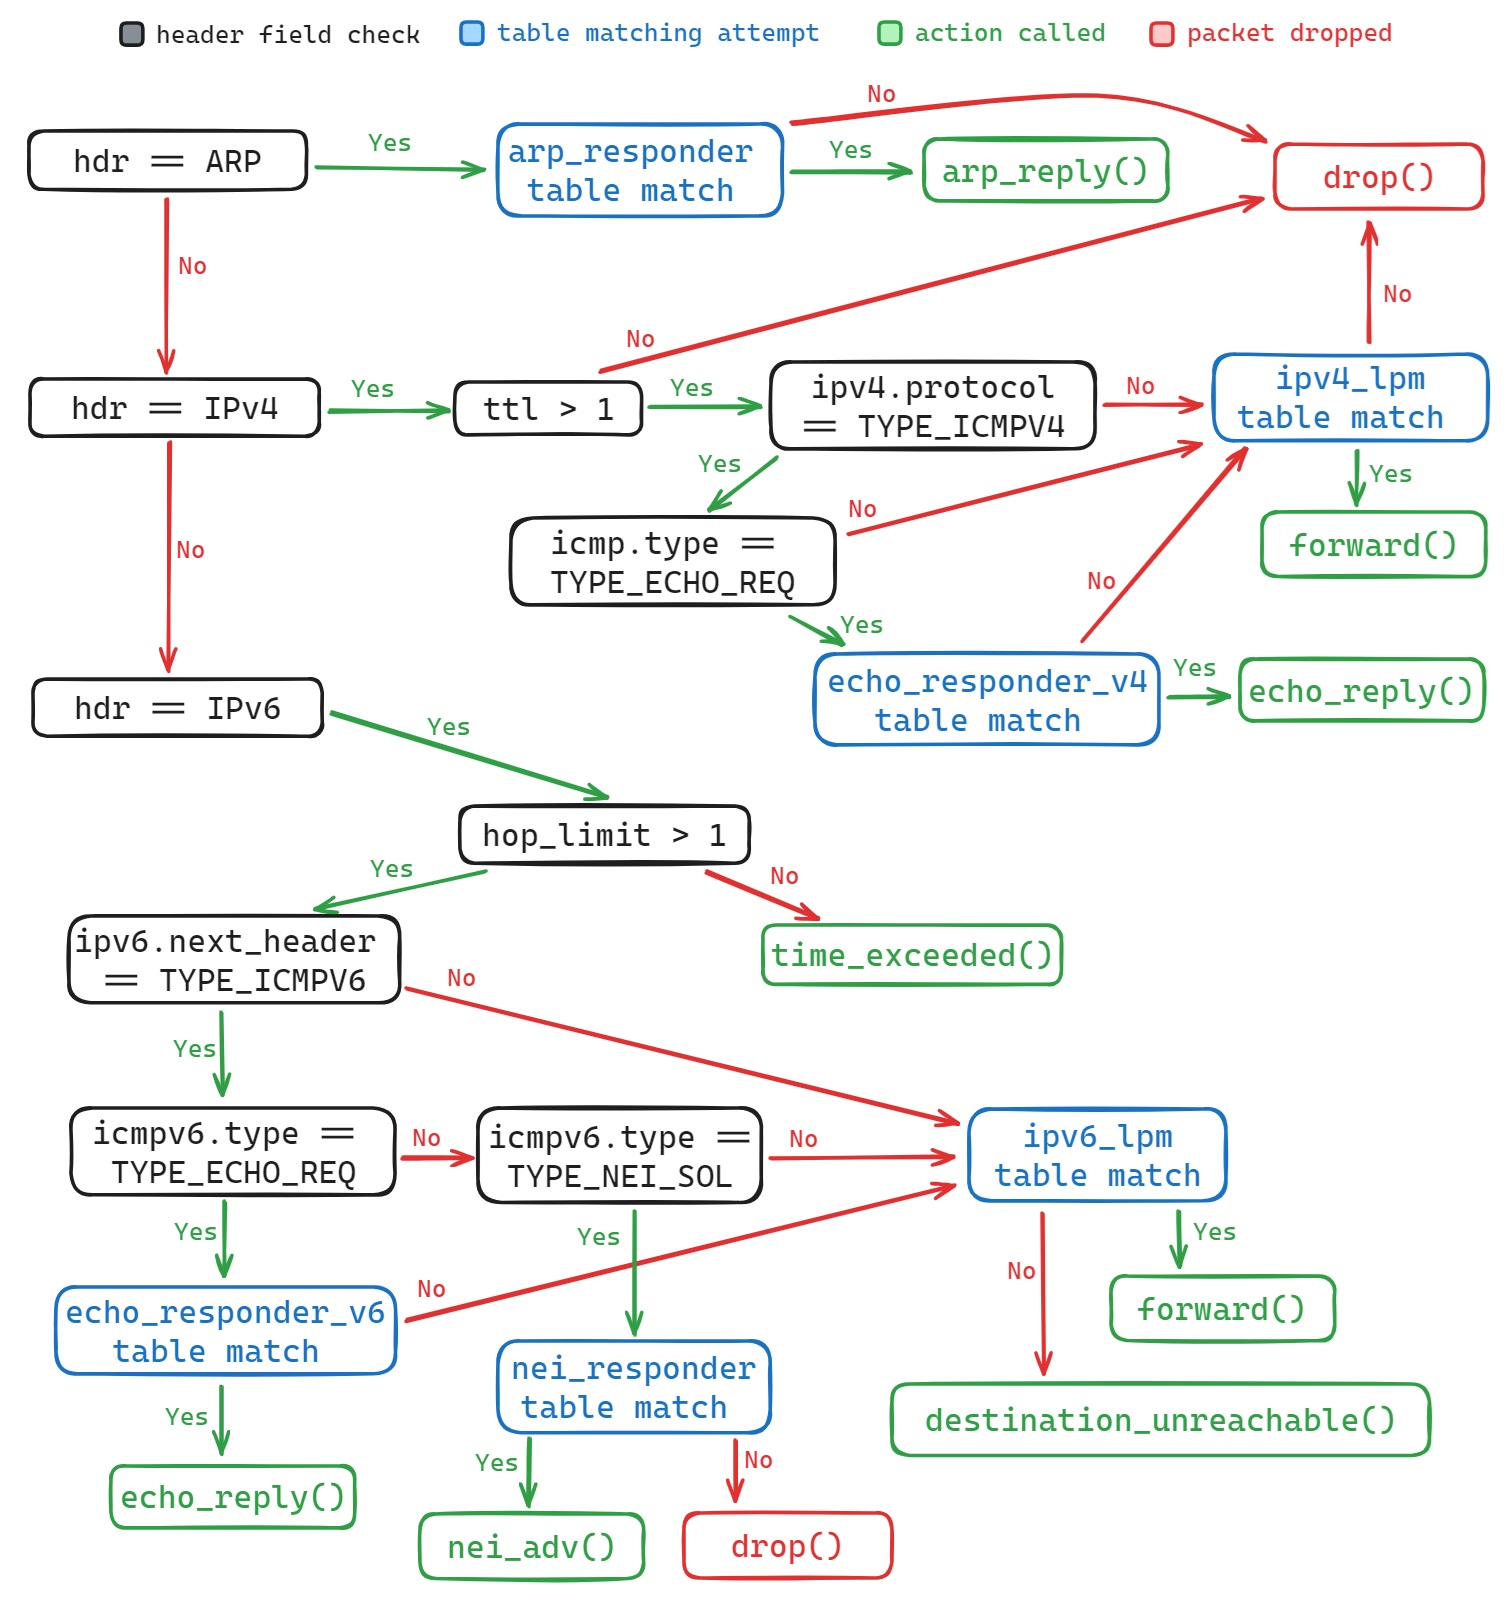 header field check
table matching attempt
action called
packet dropped
No
hdr == ARP
Yes
arp_responder
table match
Yes
arp_reply()
drop()
No
No
No
hdr == IPv4
Yes
ttl > 1
Yes
ipv4.protocol
== TYPE_ICMPV4
No
ipv4_lpm
table match
Yes
Yes
No
icmp.type ==
TYPE_ECHO_REQ
forward()
No
No
Yes
hdr == IPv6
Yes
echo_responder_v4
table match
Yes
echo_reply()
hop_limit > 1
Yes
No
ipv6.next_header
== TYPE_ICMPV6
No
time_exceeded()
Yes
icmpv6.type ==
TYPE_ECHO_REQ
No
icmpv6.type ==
TYPE_NEI_SOL
No
ipv6_lpm
table match
Yes
Yes
Yes
No
No
echo_responder_v6
table match
forward()
nei_responder
table match
destination_unreachable()
Yes
Yes
No
echo_reply()
nei_adv()
drop()